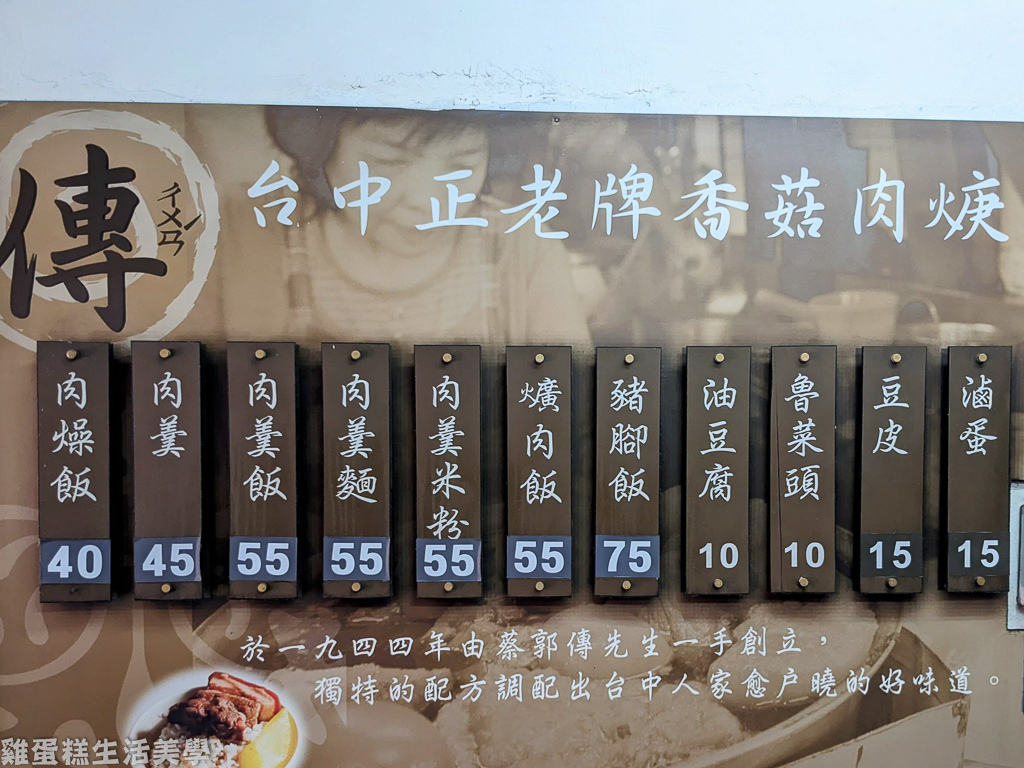 傳
ㄔㄨㄢˊ
台中正老牌香菇肉焿
肉燥飯
40
肉羹
45
肉羹飯
55
肉羹麵
55
肉羹米粉
55
爌肉飯
55
豬腳飯
75
油豆腐
10
魯菜頭
10
豆皮
15
滷蛋
15
於一九四四年由蔡郭傳先生一手創立，
獨特的配方調配出台中人家愈户曉的好味道。
雞蛋糕生活美學